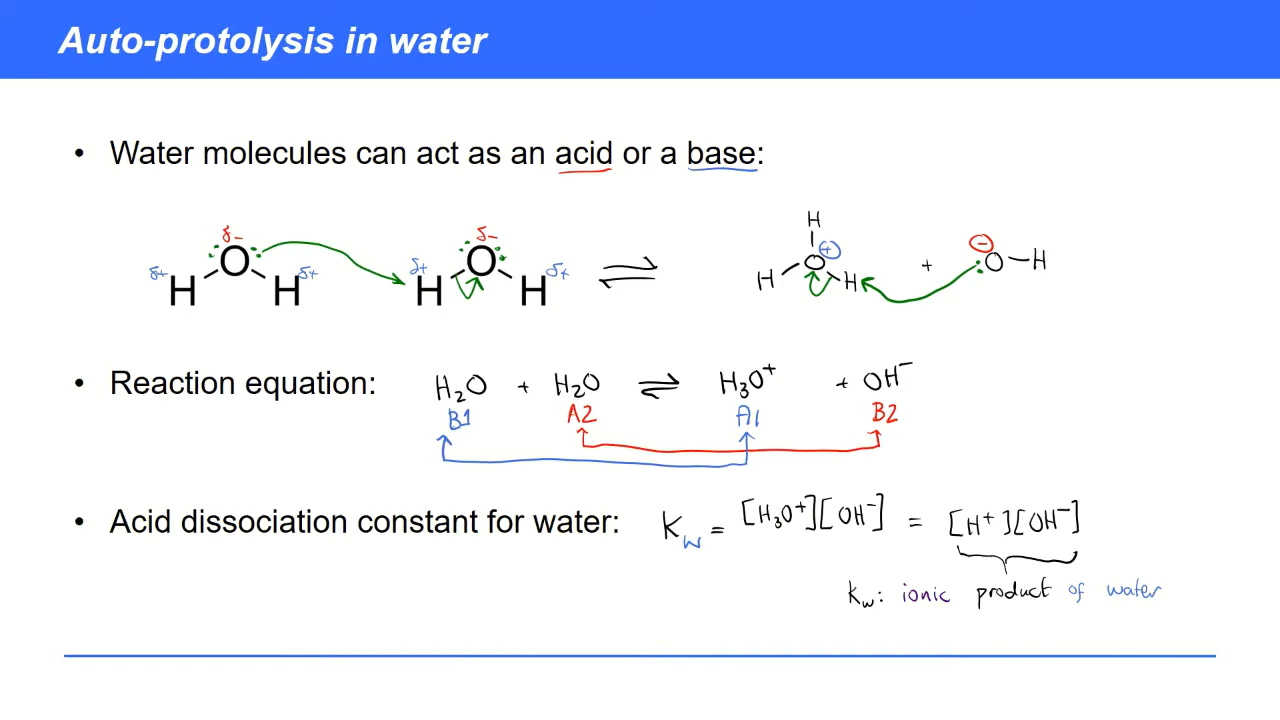 Auto-protolysis in water
• Water molecules can act as an acid or a base:
δ- δ- H
δ+ O δ+ δ+ O δ+ ⇌ O ⊕ + ⊖ O-H
H H H H H H
• Reaction equation: H₂O + H₂O ⇌ H₃O⁺ + OH⁻
B1 A2 A1 B2
• Acid dissociation constant for water: Kw = [H₃O⁺][OH⁻] = [H⁺][OH⁻]
Kw: ionic product of water